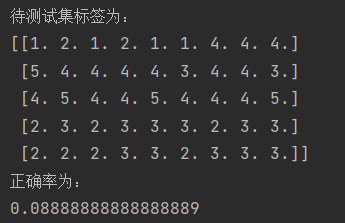 待测试集标签为：
[[1. 2. 1. 2. 1. 1. 4. 4. 4.]
 [5. 4. 4. 4. 4. 3. 4. 4. 3.]
 [4. 5. 4. 4. 5. 4. 4. 4. 5.]
 [2. 3. 2. 3. 3. 3. 2. 3. 3.]
 [2. 2. 2. 3. 3. 2. 3. 3. 3.]]
正确率为：
0.08888888888888889